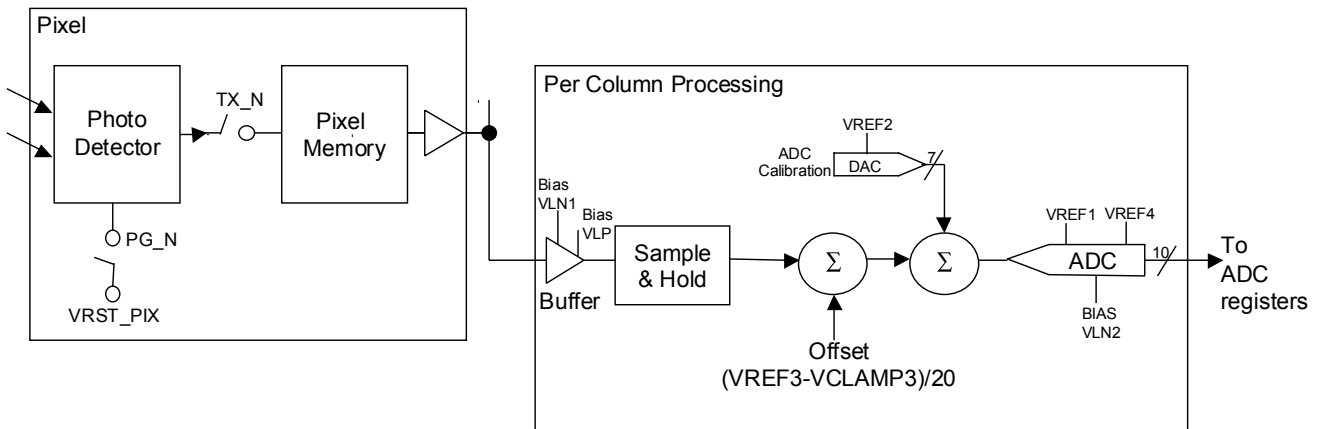 Pixel
Photo
Detector
TX_N
Pixel
Memory
PG_N
VRST_PIX
Per Column Processing
Bias
VLN1
Bias
VLP
Buffer
Sample
& Hold
Σ
Offset
(VREF3-VCLAMP3)/20
ADC
Calibration
VREF2
DAC
7
Σ
VREF1
VREF4
ADC
10
BIAS
VLN2
To
ADC
registers